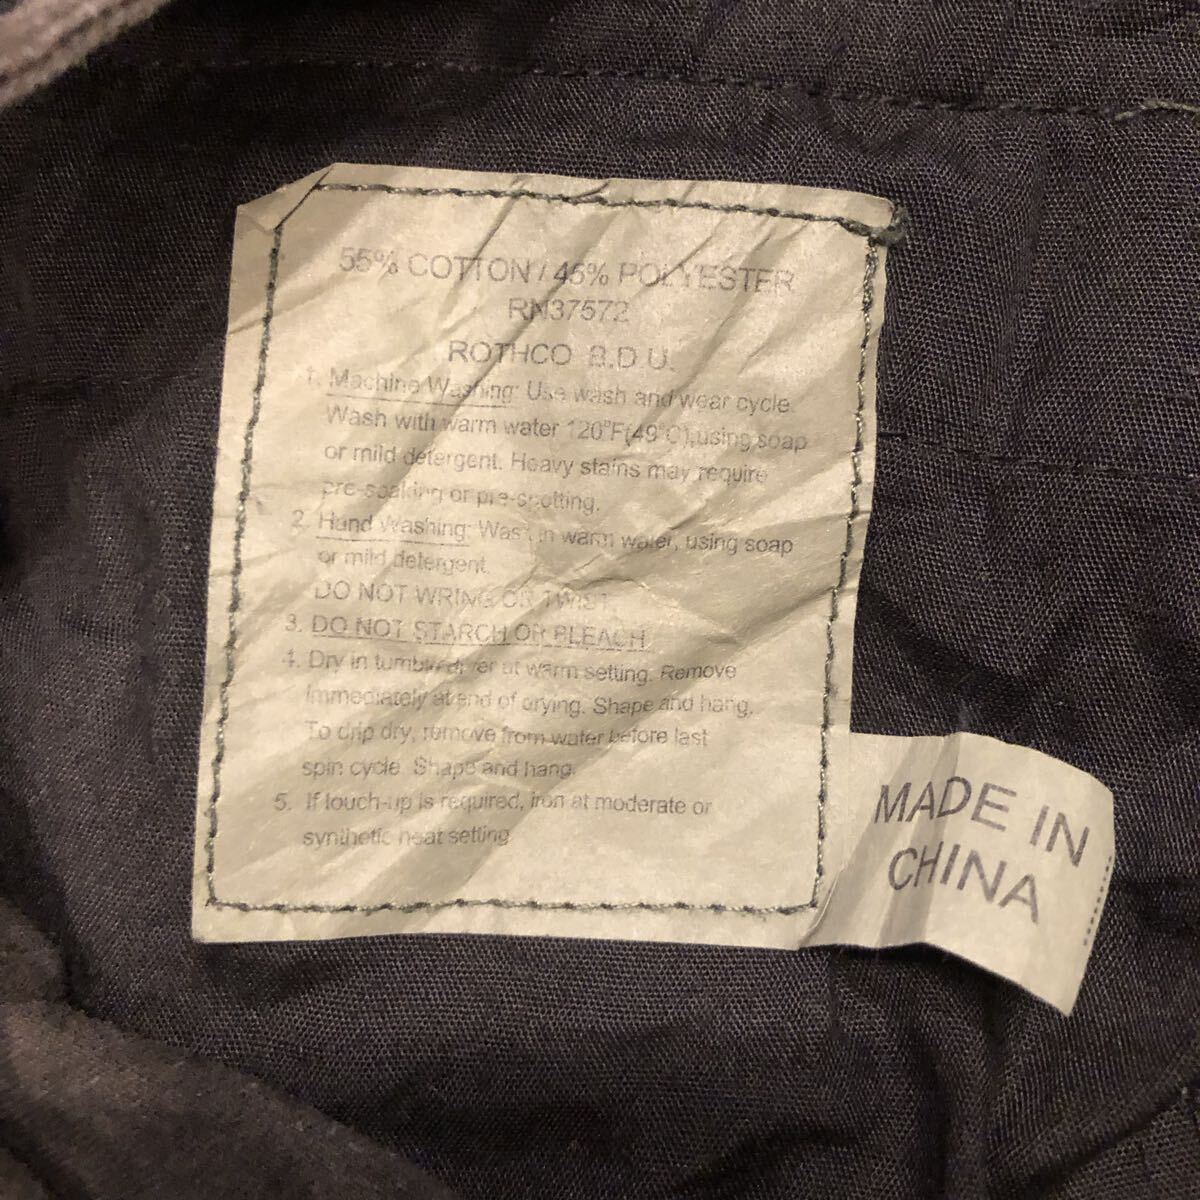 55% COTTON / 45% POLYESTER
RN37572
ROTHCO B.D.U.
1. Machine Washing: Use wash and wear cycle.
Wash with warm water 120°F(49°C),using soap
or mild detergent. Heavy stains may require
pre-soaking or pre-spotting.
2. Hand Washing: Wash in warm water, using soap
or mild detergent.
DO NOT WRING OR TWIST.
3. DO NOT STARCH OR BLEACH
4. Dry in tumble dryer at warm setting. Remove
immediately at end of drying. Shape and hang.
To drip dry, remove from water before last
spin cycle. Shape and hang.
5. If touch-up is required, iron at moderate or
synthetic heat setting.
MADE IN
CHINA